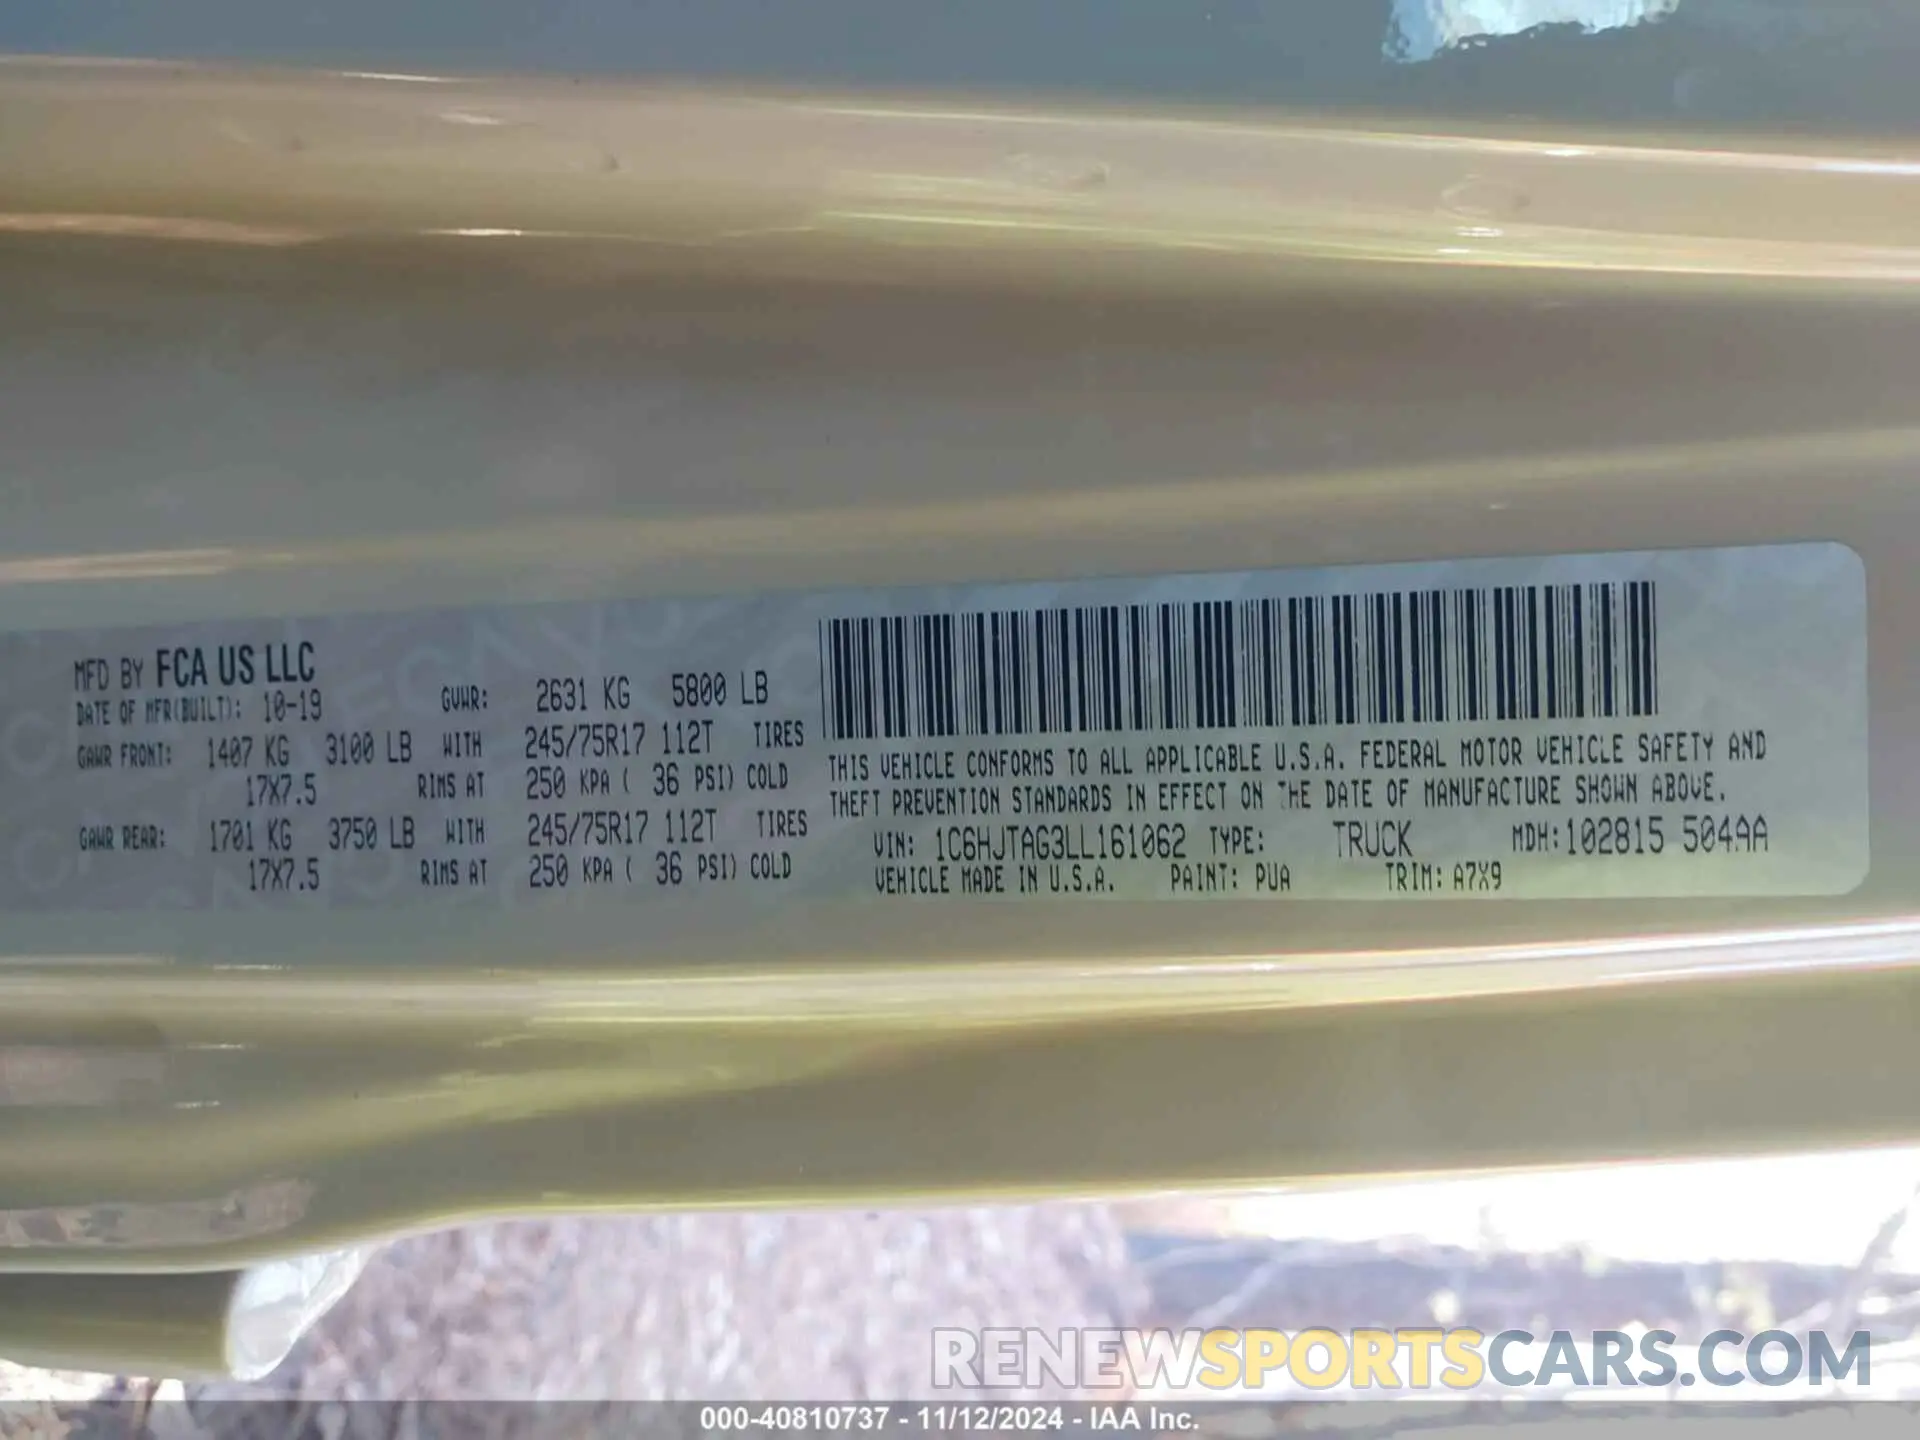 MFD BY FCA US LLC
DATE OF MFR(BUILT): 10-19 GVWR: 2631 KG 5800 LB
GAWR FRONT: 1407 KG 3100 LB WITH 245/75R17 112T TIRES
17X7.5 RIMS AT 250 KPA ( 36 PSI) COLD
GAWR REAR: 1701 KG 3750 LB WITH 245/75R17 112T TIRES
17X7.5 RIMS AT 250 KPA ( 36 PSI) COLD
THIS VEHICLE CONFORMS TO ALL APPLICABLE U.S.A. FEDERAL MOTOR VEHICLE SAFETY AND
THEFT PREVENTION STANDARDS IN EFFECT ON THE DATE OF MANUFACTURE SHOWN ABOVE.
VIN: 1C6HJTAG3LL161062 TYPE: TRUCK MDH:102815 504AA
VEHICLE MADE IN U.S.A. PAINT: PUA TRIM: A7X9
RENEWSPORTSCARS.COM
000-40810737 - 11/12/2024 - IAA Inc.